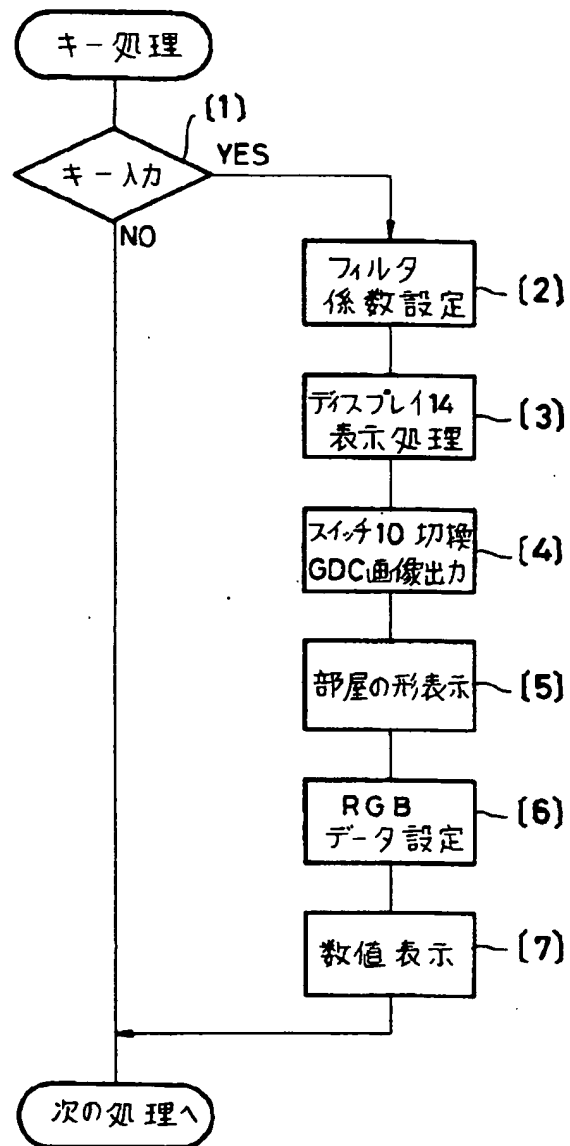 キー処理
(1)
キー入力
YES
NO
フィルタ
係数設定
(2)
ディスプレイ14
表示処理
(3)
スイッチ10 切換
GDC画像出力
(4)
部屋の形表示
(5)
RGB
データ設定
(6)
数値表示
(7)
次の処理へ